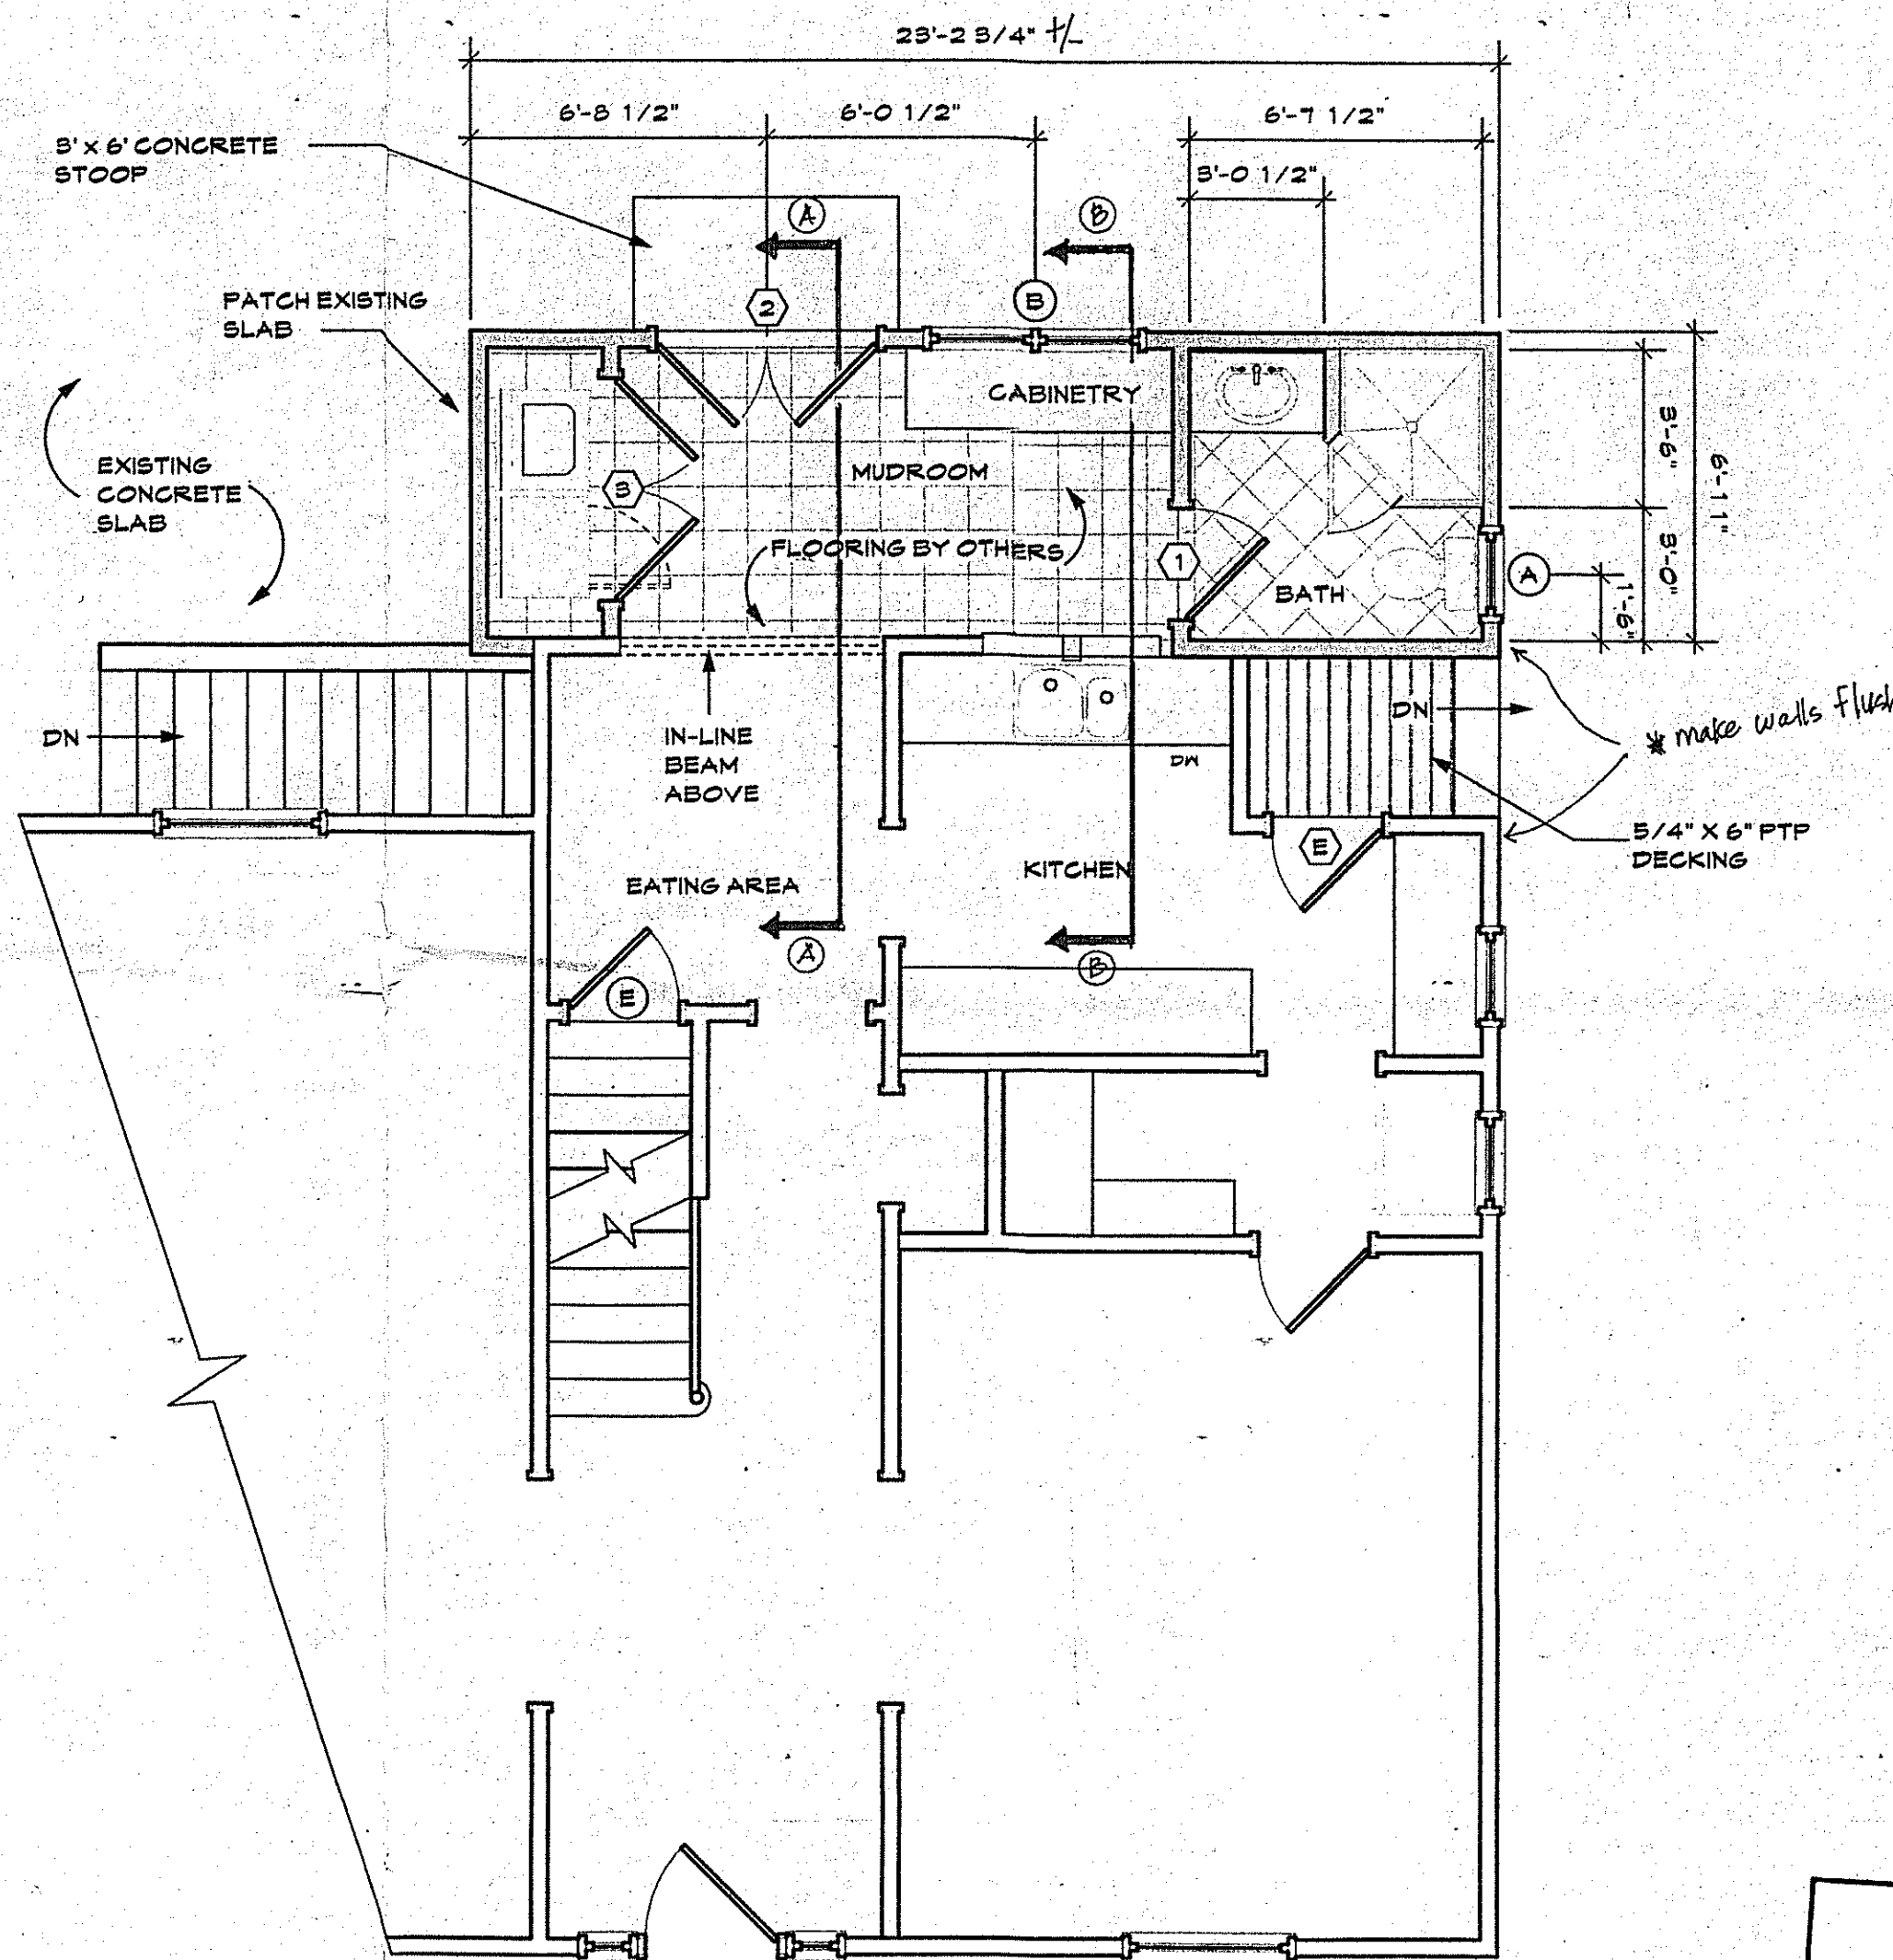 23'-2 3/4" +/-
6'-8 1/2"
6'-0 1/2"
6'-7 1/2"
3'-0 1/2"
3' x 6' CONCRETE
STOOP
A
B
2
B
PATCH EXISTING
SLAB
CABINETRY
EXISTING
CONCRETE
SLAB
MUDROOM
3
FLOORING BY OTHERS
1
BATH
A
3'-6"
6'-11"
3'-0"
1'-6"
DN
IN-LINE
BEAM
ABOVE
DW
DN
* make walls flush
5/4" X 6" PTP
DECKING
E
EATING AREA
KITCHEN
A
B
E